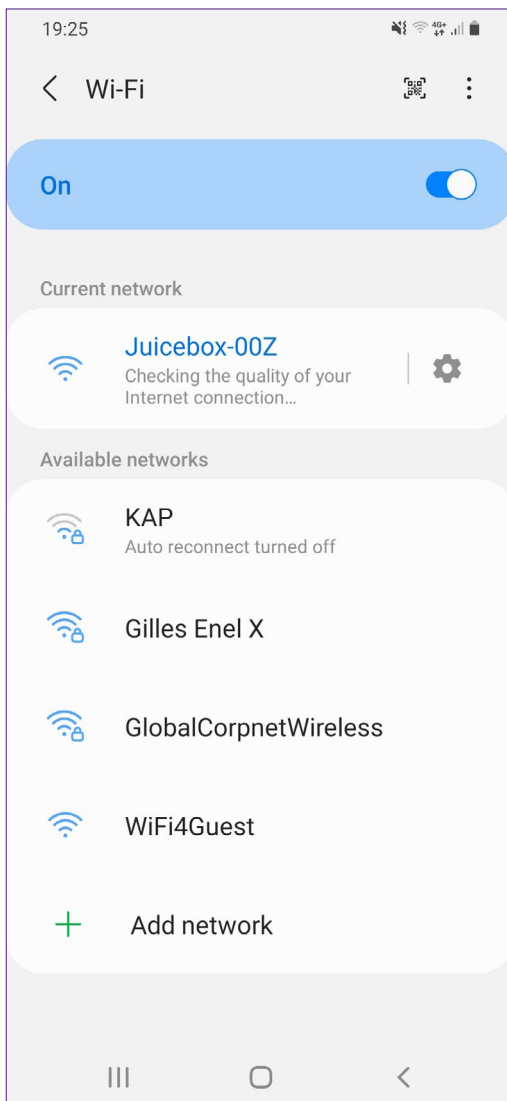 19:25
4G+
Wi-Fi
On
Current network
Juicebox-00Z
Checking the quality of your
Internet connection...
Available networks
KAP
Auto reconnect turned off
Gilles Enel X
GlobalCorpnetWireless
WiFi4Guest
Add network